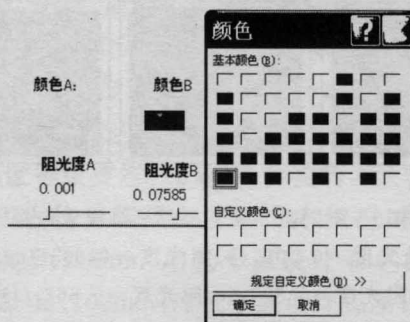 颜色A:
颜色B
阻光度A
阻光度B
0.001
0.07585
颜色
?
基本颜色(B):
自定义颜色(C):
规定自定义颜色(D) >>
确定
取消